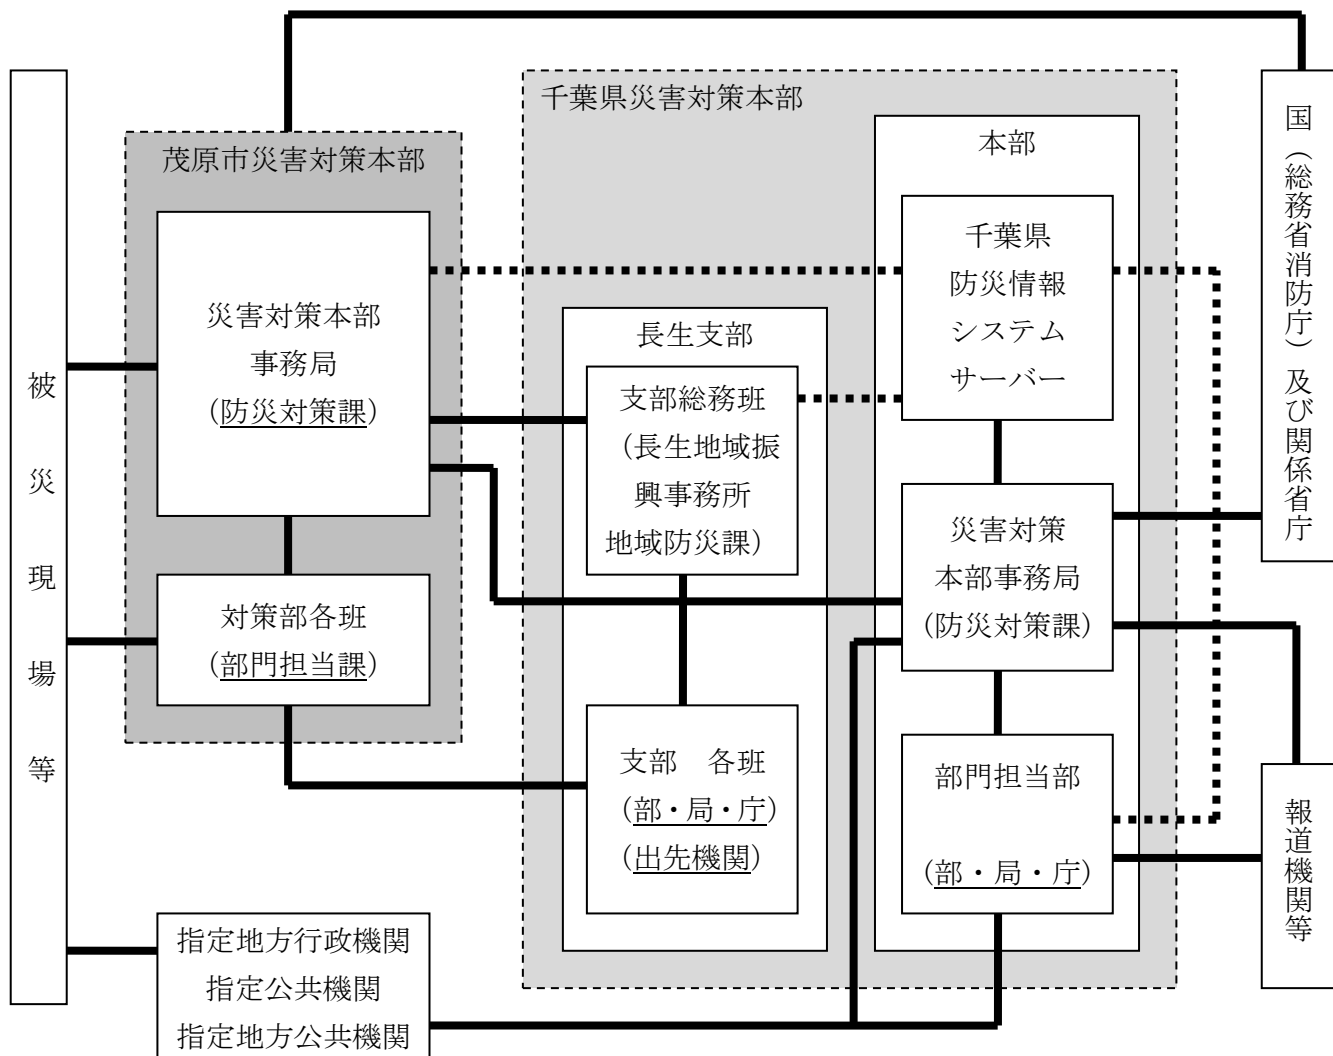 被災現場等
茂原市災害対策本部
災害対策本部
事務局
（防災対策課）
対策部各班
（部門担当課）
指定地方行政機関
指定公共機関
指定地方公共機関
千葉県災害対策本部
長生支部
支部総務班
（長生地域振
興事務所
地域防災課）
支部　各班
（部・局・庁）
（出先機関）
本部
千葉県
防災情報
システム
サーバー
災害対策
本部事務局
（防災対策課）
部門担当部
（部・局・庁）
国（総務省消防庁）及び関係省庁
報道機関等